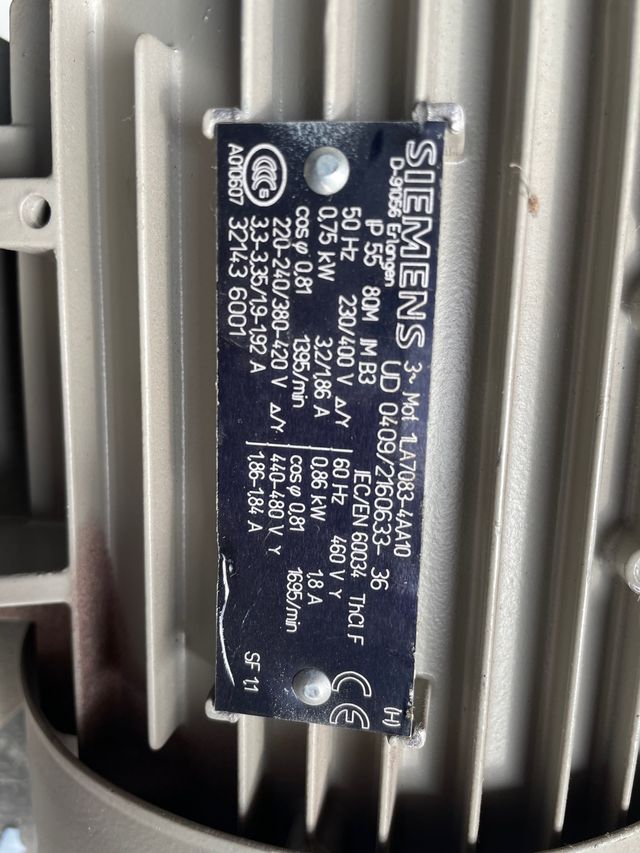 SIEMENS 3~ Mot. 1LA7083-4AA10 (H)
D-91056 Erlangen UD 0409/2160633- 36
IP 55 80M IM B3 IEC/EN 60034 ThCl.F
50 Hz 230/400 V Δ/Y 60 Hz 460 V Y
0,75 kW 3.2/1,86 A 0,86 kW 1,8 A
cos φ 0,81 1395/min cos φ 0,81 1695/min
220-240/380-420 V Δ/Y 440-480 V Y
3.3-3.35/1.9-1.92 A 1.86-1.84 A
32143 6001 SF 1.1
CCC S
A010607
CE